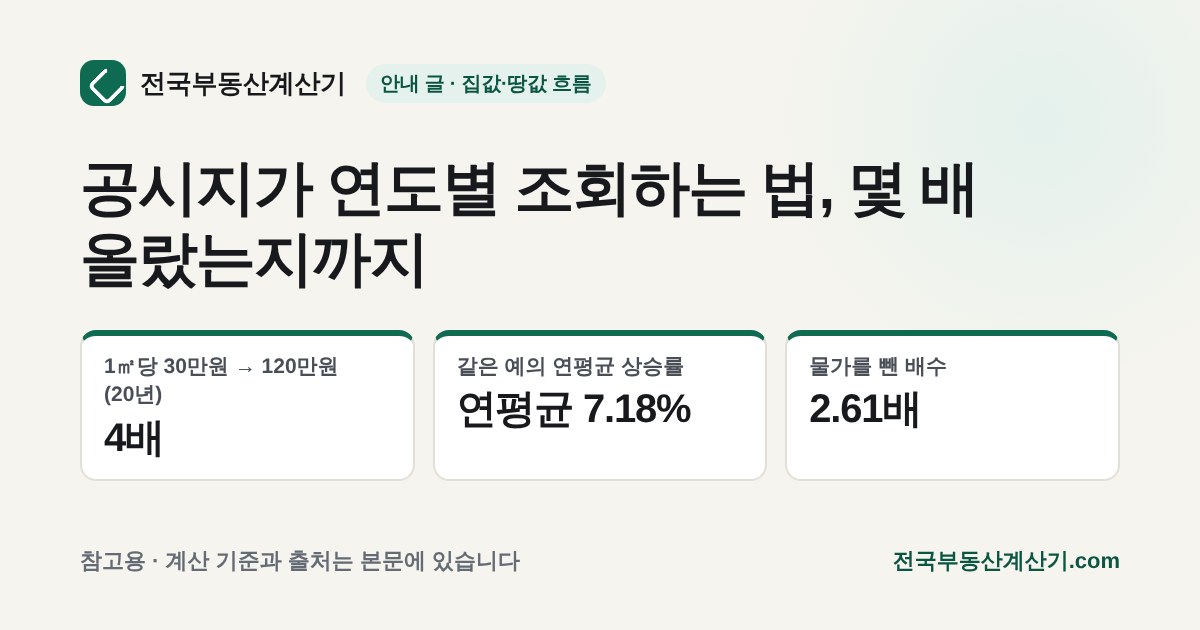 전국부동산계산기
안내 글 · 집값·땅값 흐름
공시지가 연도별 조회하는 법, 몇 배
올랐는지까지
1㎡당 30만원 → 120만원
(20년)
4배
같은 예의 연평균 상승률
연평균 7.18%
물가를 뺀 배수
2.61배
참고용 · 계산 기준과 출처는 본문에 있습니다
전국부동산계산기.com